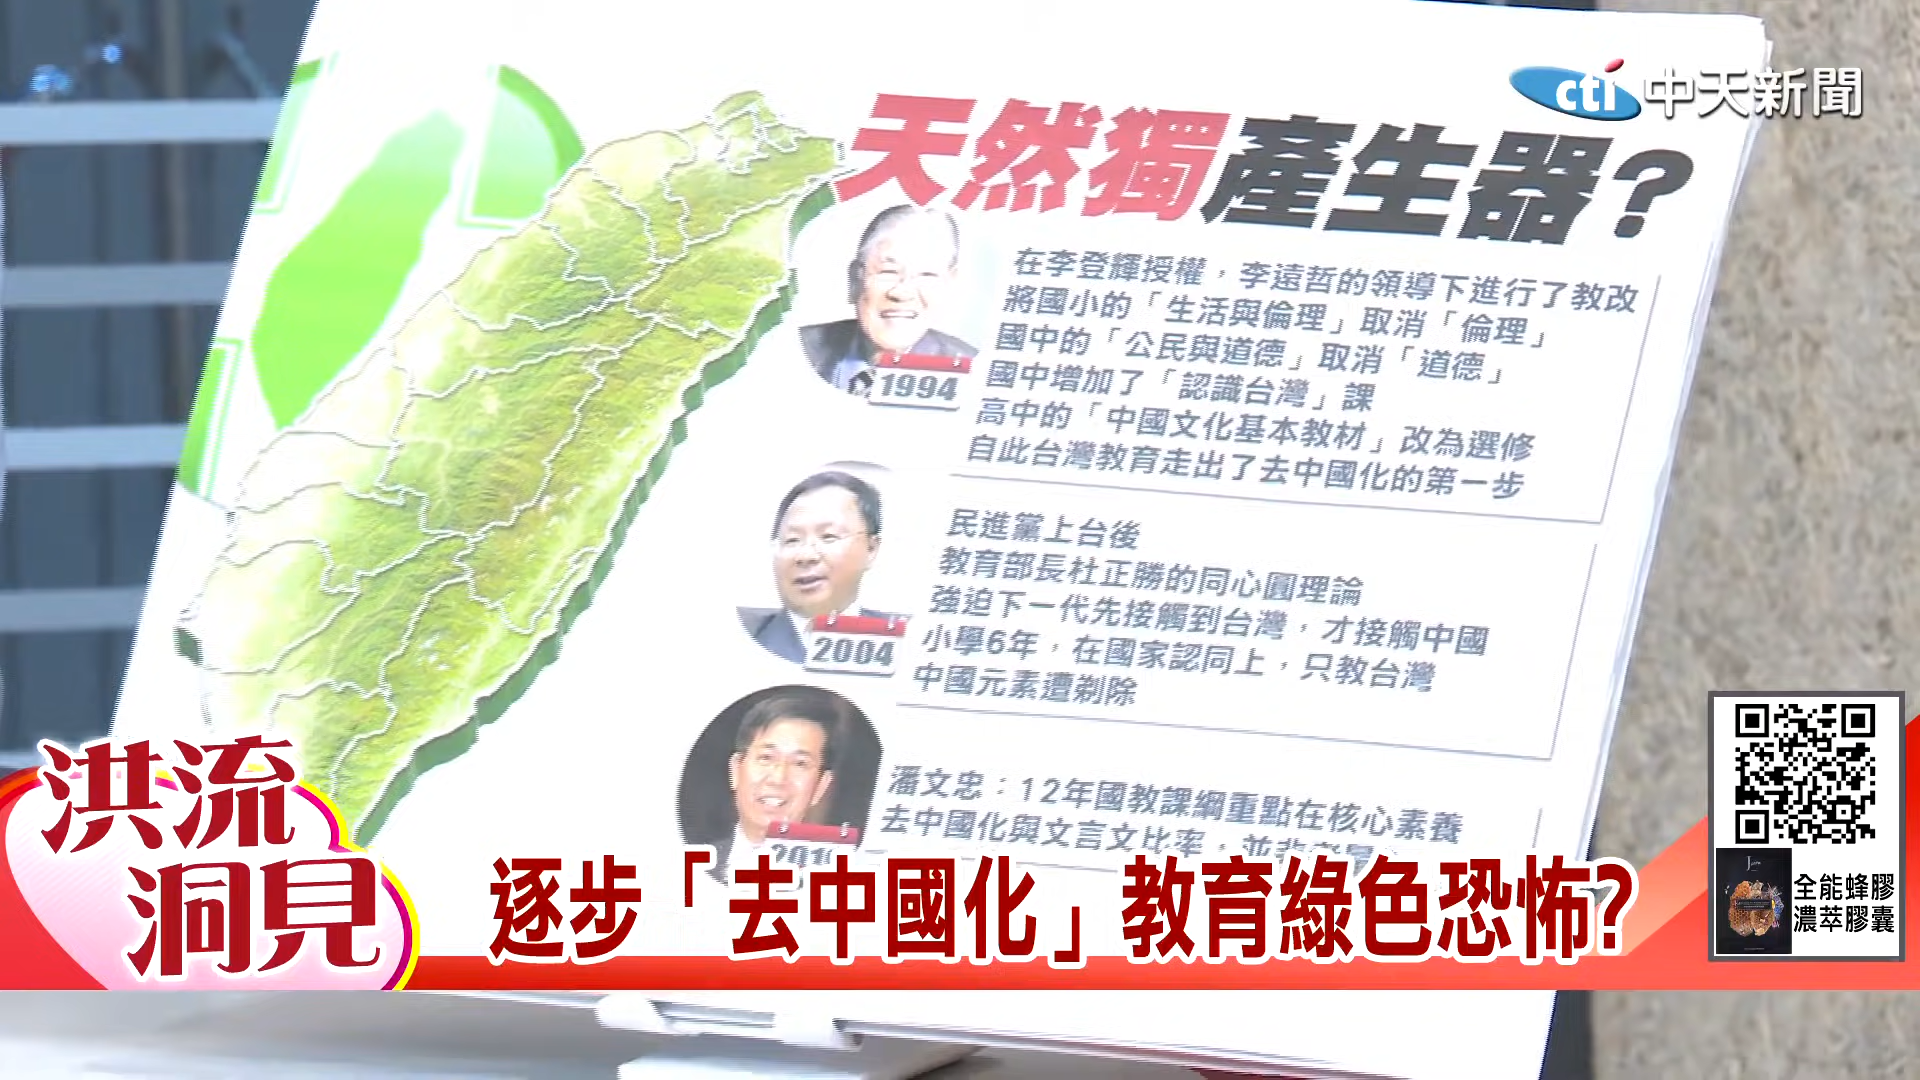 cti 中天新聞
天然獨產生器?
在李登輝授權，李遠哲的領導下進行了教改
將國小的「生活與倫理」取消「倫理」
國中的「公民與道德」取消「道德」
國中增加了「認識台灣」課
高中的「中國文化基本教材」改為選修
自此台灣教育走出了去中國化的第一步
1994
民進黨上台後
教育部長杜正勝的同心圓理論
強迫下一代先接觸到台灣，才接觸中國
小學6年，在國家認同上，只教台灣
中國元素遭剃除
2004
潘文忠：12年國教課綱重點在核心素養
去中國化與文言文比率，並非
洪流
洞見
逐步「去中國化」教育綠色恐怖?
全能蜂膠
濃萃膠囊